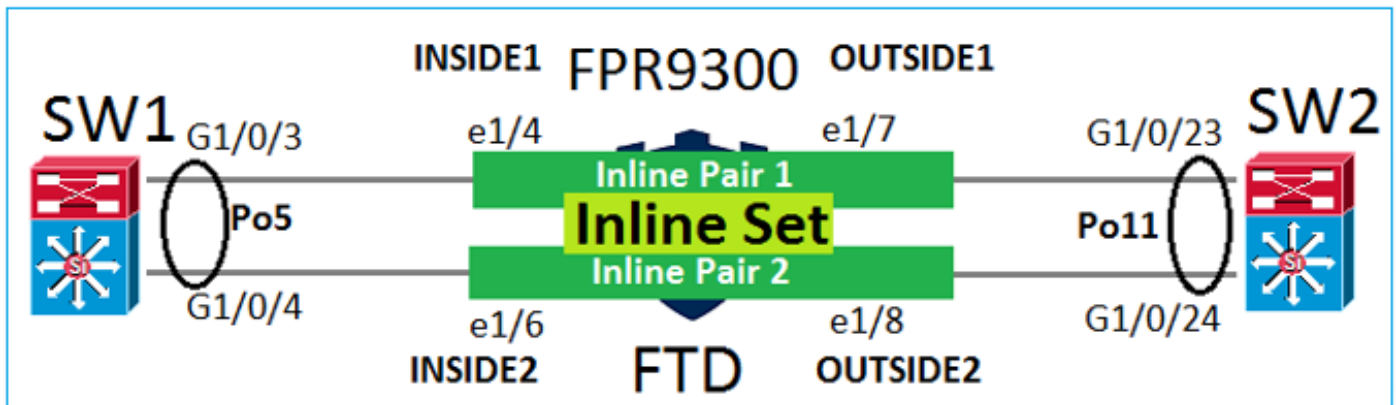 INSIDE1 FPR9300 OUTSIDE1
SW1 SW2
G1/0/3 e1/4 e1/7 G1/0/23
Inline Pair 1
Po5 Inline Set Po11
Inline Pair 2
G1/0/4 e1/6 e1/8 G1/0/24
INSIDE2 FTD OUTSIDE2
Si Si